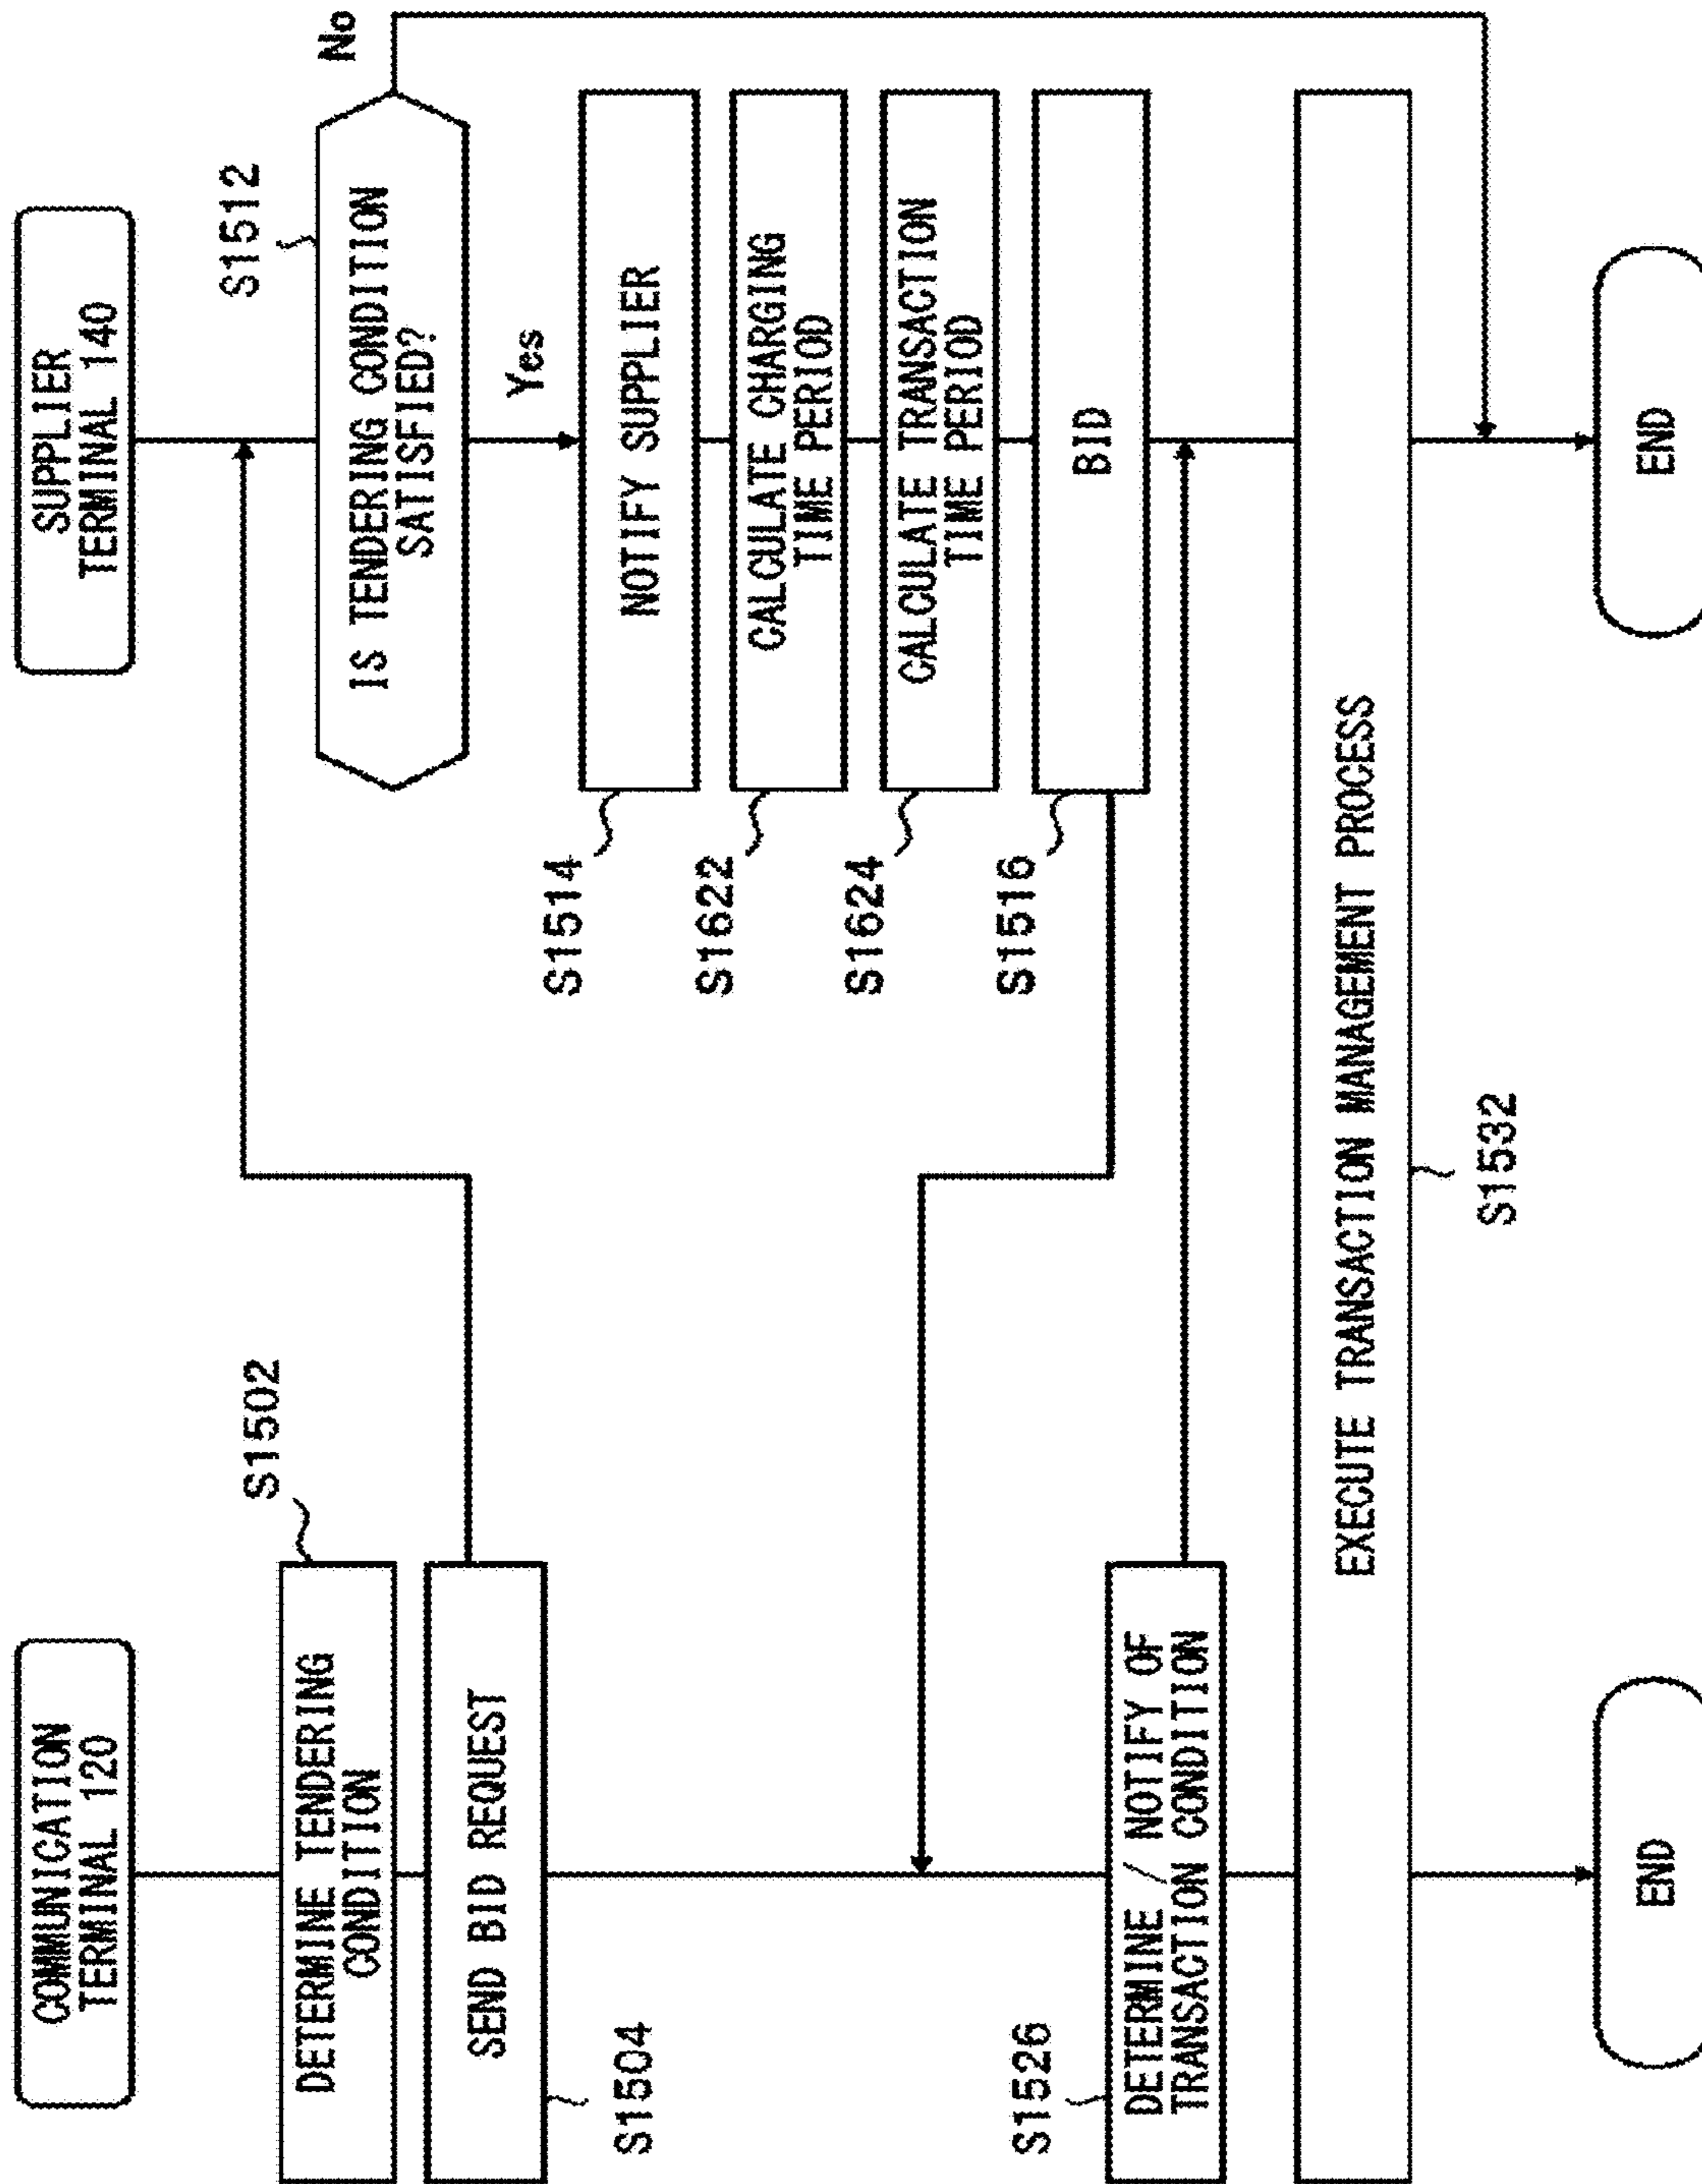 COMMUNICATION
TERMINAL 120
SUPPLIER
TERMINAL 140
S1502
DETERMINE TENDERING
CONDITION
SEND BID REQUEST
S1504
S1512
IS TENDERING CONDITION
SATISFIED?
No
Yes
S1514
NOTIFY SUPPLIER
S1622
CALCULATE CHARGING
TIME PERIOD
S1624
CALCULATE TRANSACTION
TIME PERIOD
S1516
BID
S1526
DETERMINE / NOTIFY OF
TRANSACTION CONDITION
EXECUTE TRANSACTION MANAGEMENT PROCESS
S1532
END
END